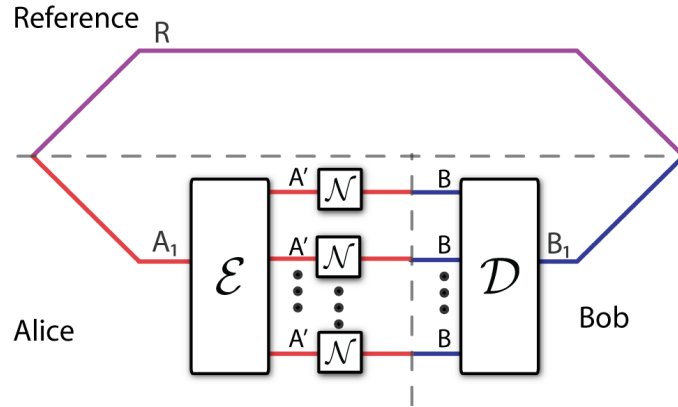 Reference
R
A' 𝒩 B
A₁ ℰ A' 𝒩 B 𝒟 B₁
Alice Bob
A' 𝒩 B